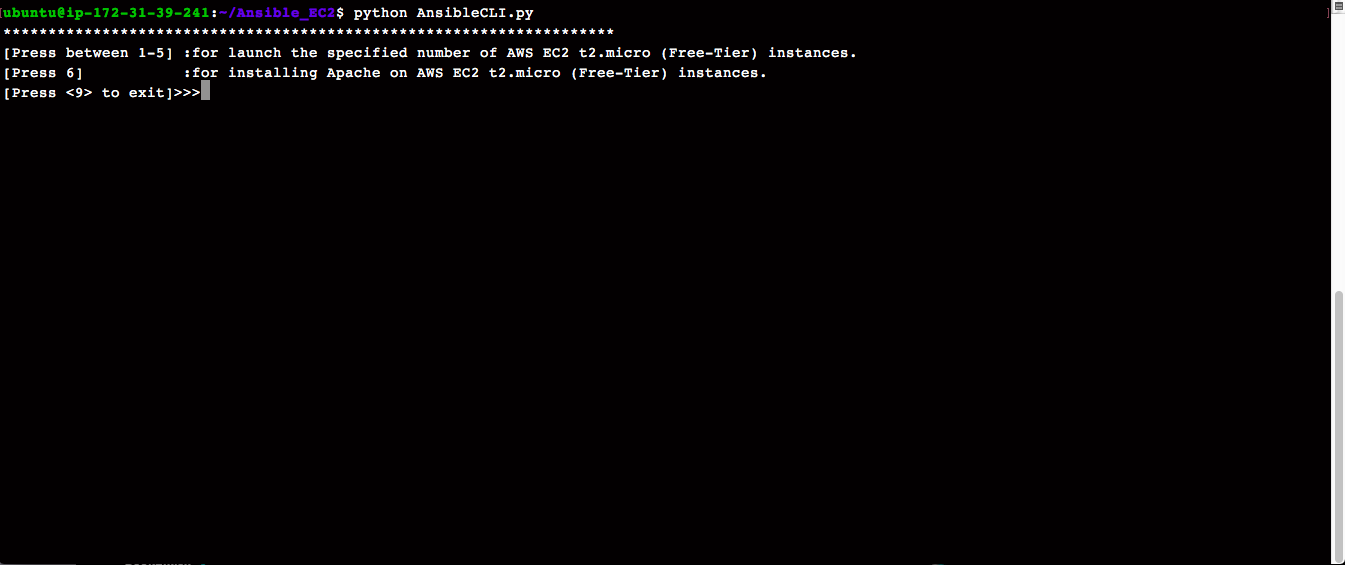 [ubuntu@ip-172-31-39-241:~/Ansible_EC2$ python AnsibleCLI.py ]
********************************************************************
[Press between 1-5] :for launch the specified number of AWS EC2 t2.micro (Free-Tier) instances.
[Press 6]           :for installing Apache on AWS EC2 t2.micro (Free-Tier) instances.
[Press <9> to exit]>>>